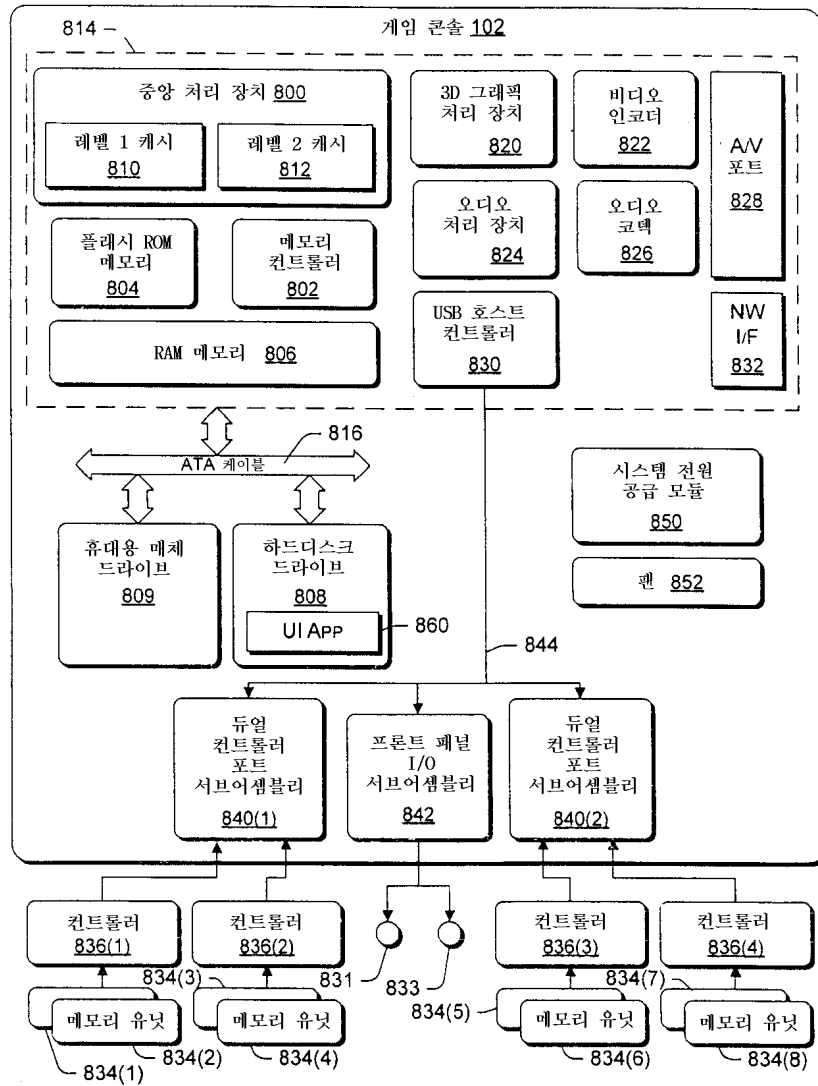 게임 콘솔 102
814
중앙 처리 장치 800
레벨 1 캐시
810
레벨 2 캐시
812
3D 그래픽
처리 장치
820
비디오
인코더
822
A/V
포트
828
플래시 ROM
메모리
804
메모리
컨트롤러
802
오디오
처리 장치
824
오디오
코덱
826
RAM 메모리 806
USB 호스트
컨트롤러
830
NW
I/F
832
816
ATA 케이블
휴대용 매체
드라이브
809
하드디스크
드라이브
808
UI APP
860
시스템 전원
공급 모듈
850
팬 852
844
듀얼
컨트롤러
포트
서브어셈블리
840(1)
프론트 패널
I/O
서브어셈블리
842
듀얼
컨트롤러
포트
서브어셈블리
840(2)
컨트롤러
836(1)
컨트롤러
836(2)
831
833
컨트롤러
836(3)
컨트롤러
836(4)
834(3)
834(5)
834(7)
메모리 유닛
메모리 유닛
메모리 유닛
메모리 유닛
834(1)
834(2)
834(4)
834(6)
834(8)